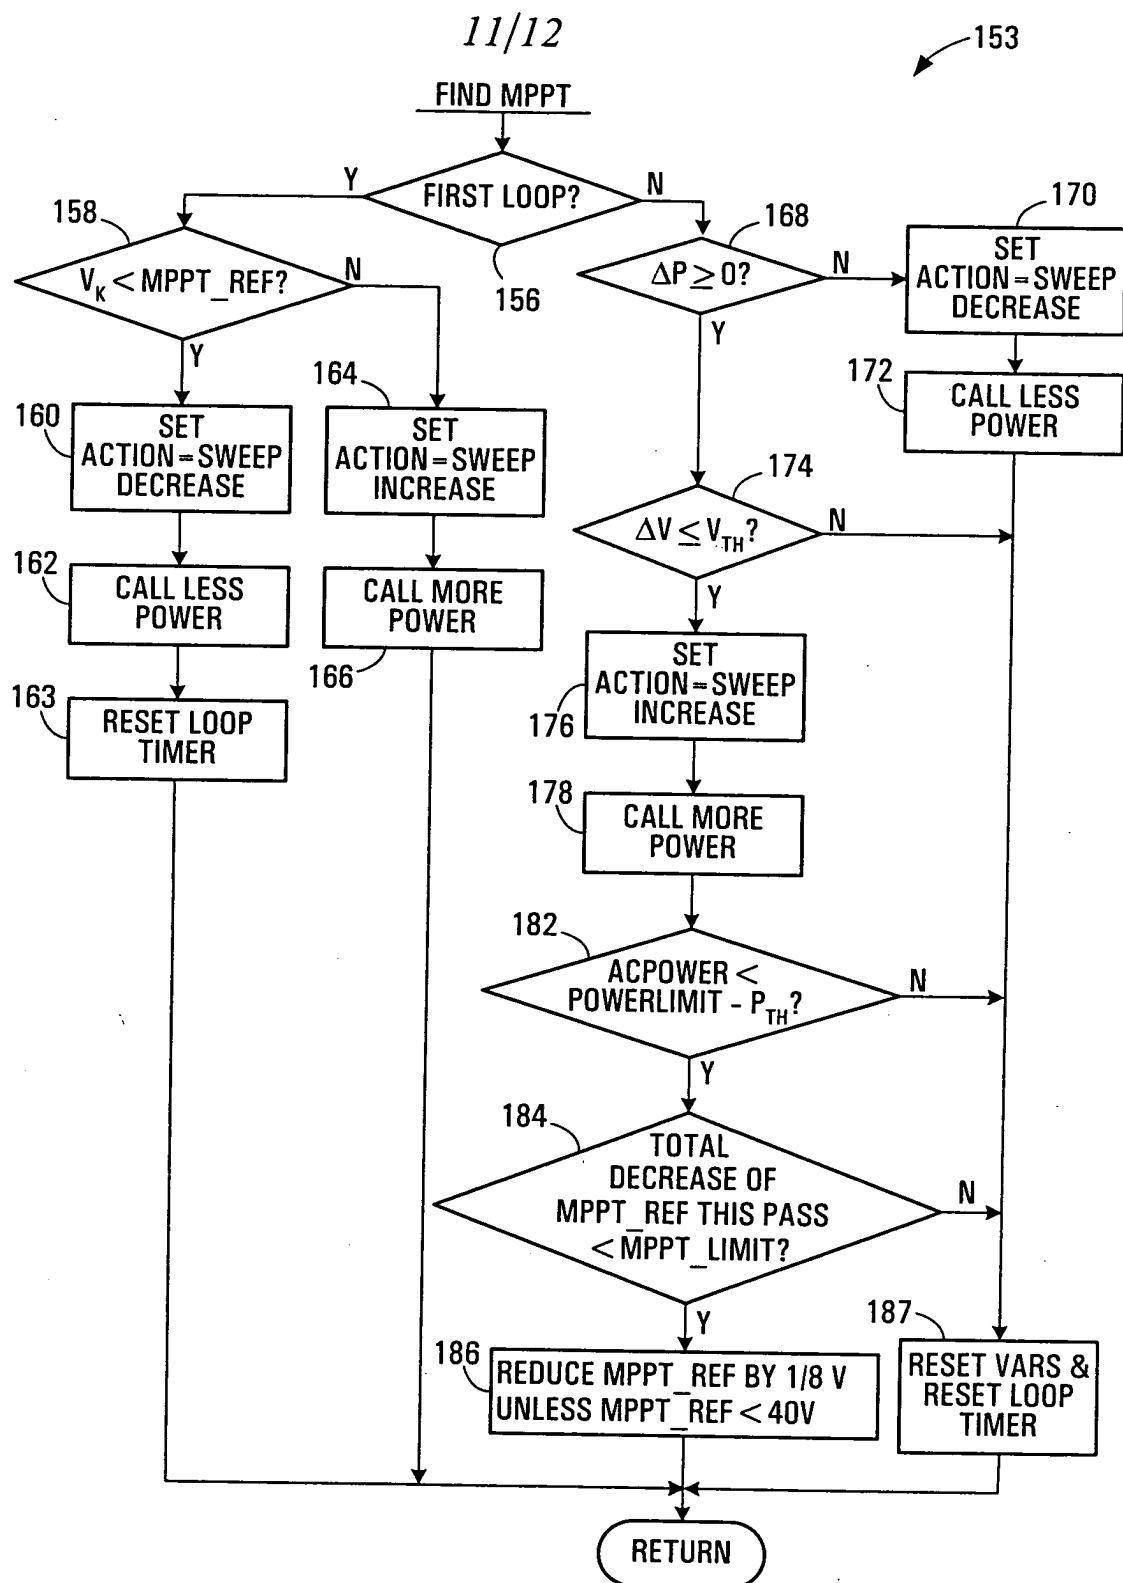 11/12
153
FIND MPPT
FIRST LOOP?
Y
N
156
158
V_K < MPPT_REF?
N
Y
168
ΔP ≥ 0?
N
Y
170
SET
ACTION = SWEEP
DECREASE
172
CALL LESS
POWER
160
SET
ACTION = SWEEP
DECREASE
164
SET
ACTION = SWEEP
INCREASE
162
CALL LESS
POWER
CALL MORE
POWER
166
163
RESET LOOP
TIMER
174
ΔV ≤ V_TH?
N
Y
SET
ACTION = SWEEP
INCREASE
176
178
CALL MORE
POWER
182
ACPOWER <
POWERLIMIT - P_TH?
N
Y
184
TOTAL
DECREASE OF
MPPT_REF THIS PASS
< MPPT_LIMIT?
N
Y
186
REDUCE MPPT_REF BY 1/8 V
UNLESS MPPT_REF < 40V
187
RESET VARS &
RESET LOOP
TIMER
RETURN